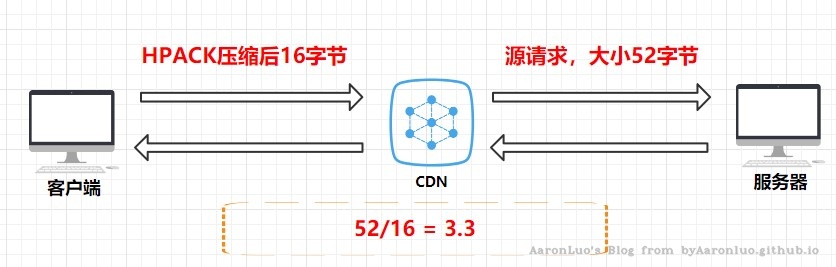 HPACK压缩后16字节
源请求，大小52字节
客户端
CDN
服务器
52/16 = 3.3
AaronLuo's Blog from byAaronluo.github.io